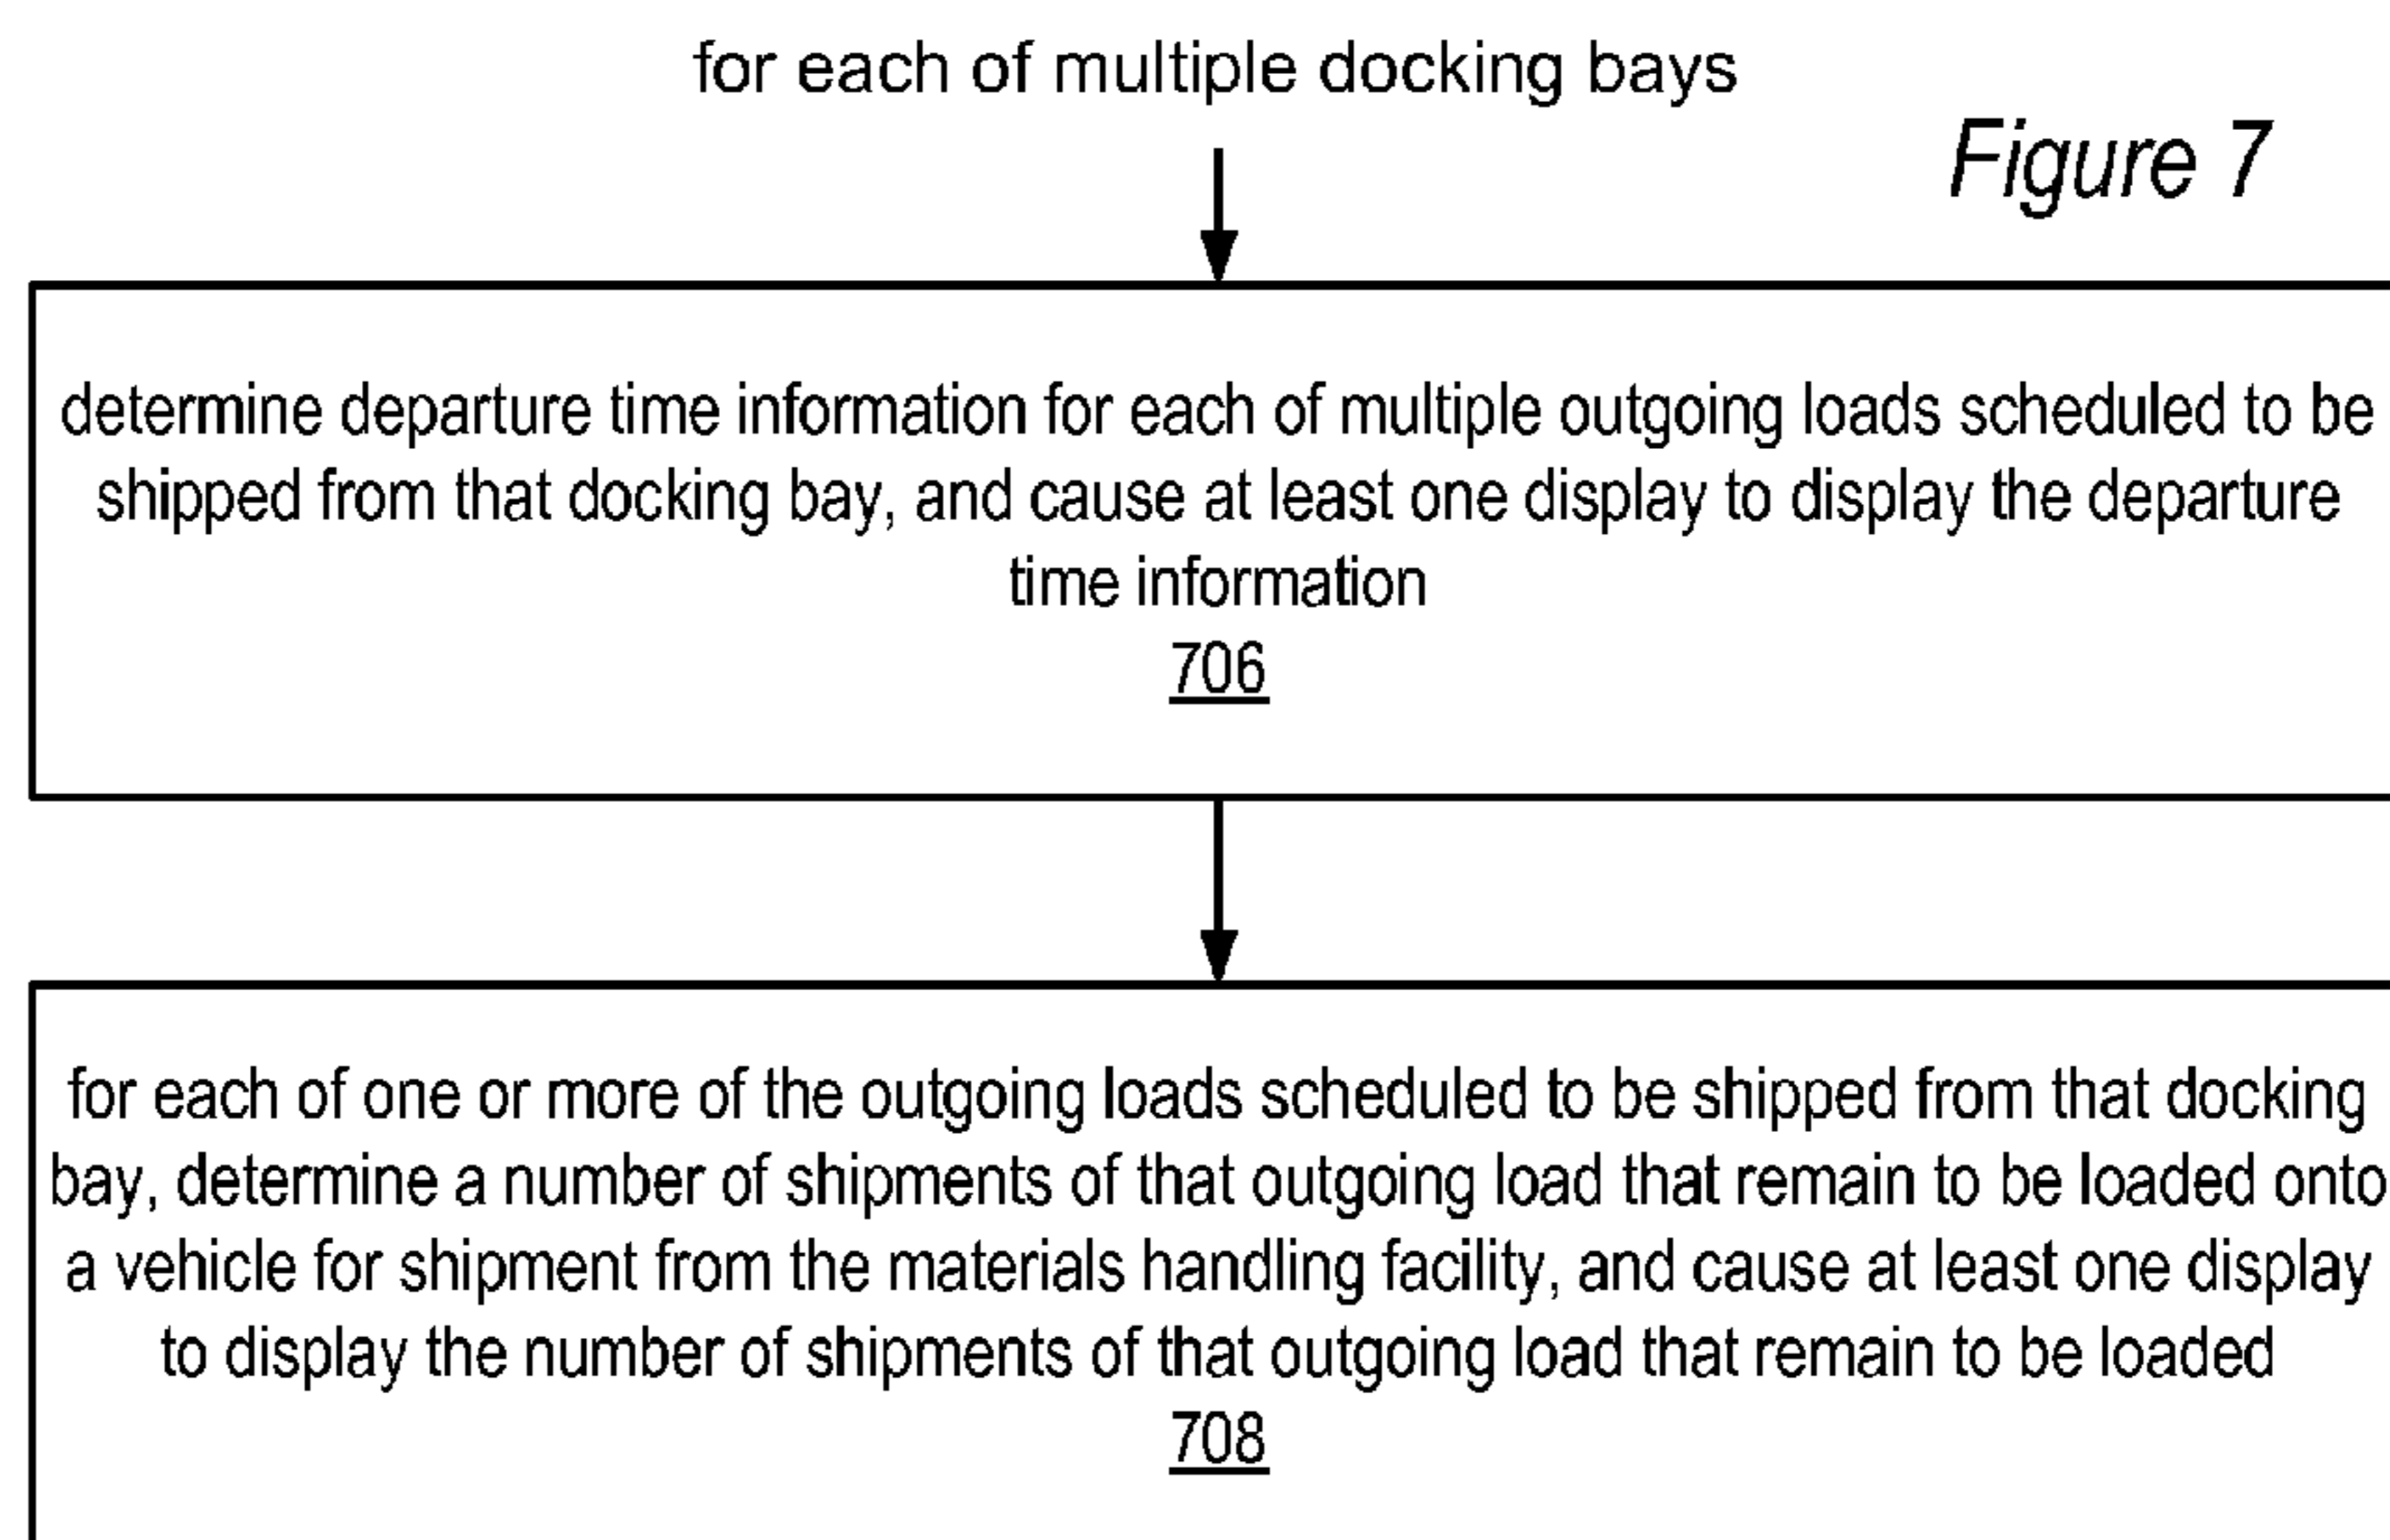 for each of multiple docking bays
Figure 7
determine departure time information for each of multiple outgoing loads scheduled to be
shipped from that docking bay, and cause at least one display to display the departure
time information
706
for each of one or more of the outgoing loads scheduled to be shipped from that docking
bay, determine a number of shipments of that outgoing load that remain to be loaded onto
a vehicle for shipment from the materials handling facility, and cause at least one display
to display the number of shipments of that outgoing load that remain to be loaded
708